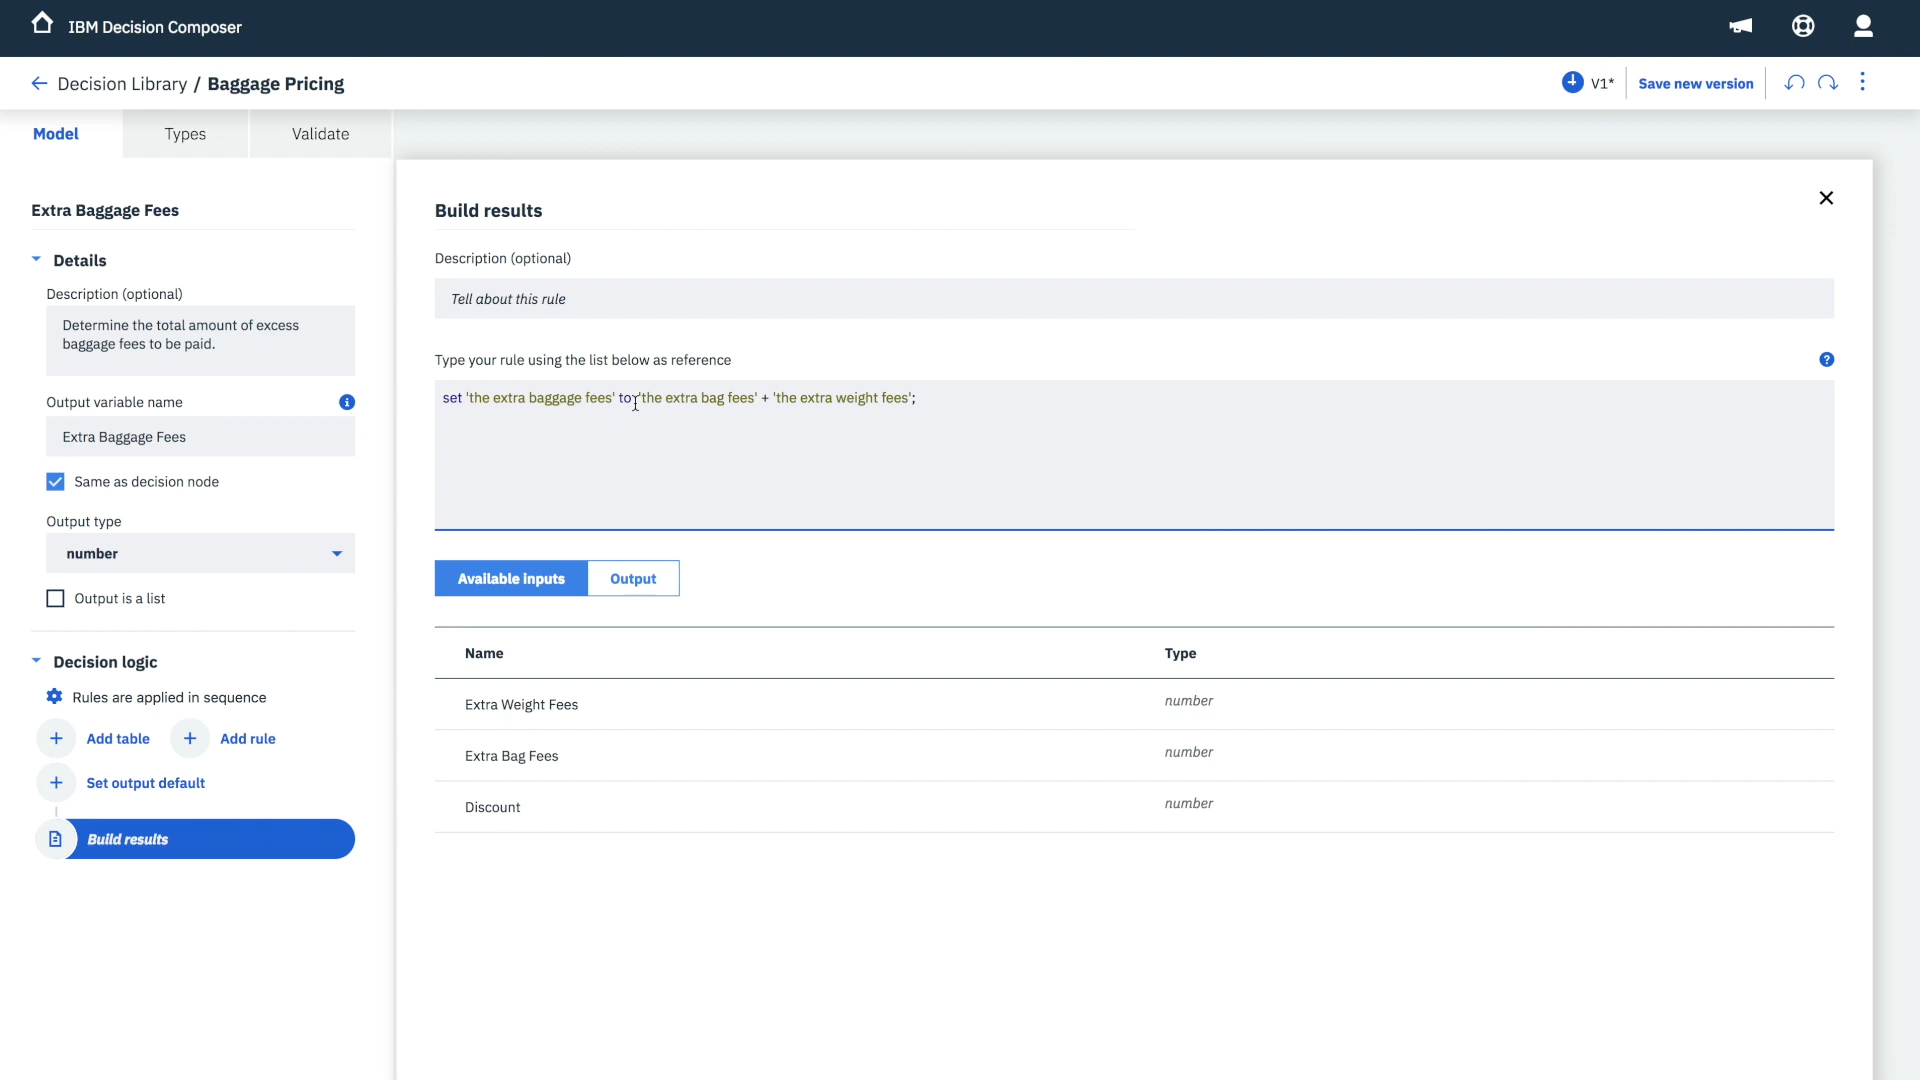 IBM Decision Composer
Decision Library / Baggage Pricing
V1*
Save new version
Model
Types
Validate
Extra Baggage Fees
Details
Description (optional)
Determine the total amount of excess
baggage fees to be paid.
Output variable name
Extra Baggage Fees
Same as decision node
Output type
number
Output is a list
Decision logic
Rules are applied in sequence
Add table
Add rule
Set output default
Build results
Build results
Description (optional)
Tell about this rule
Type your rule using the list below as reference
set 'the extra baggage fees' to 'the extra bag fees' + 'the extra weight fees';
Available inputs
Output
Name
Type
Extra Weight Fees
number
Extra Bag Fees
number
Discount
number